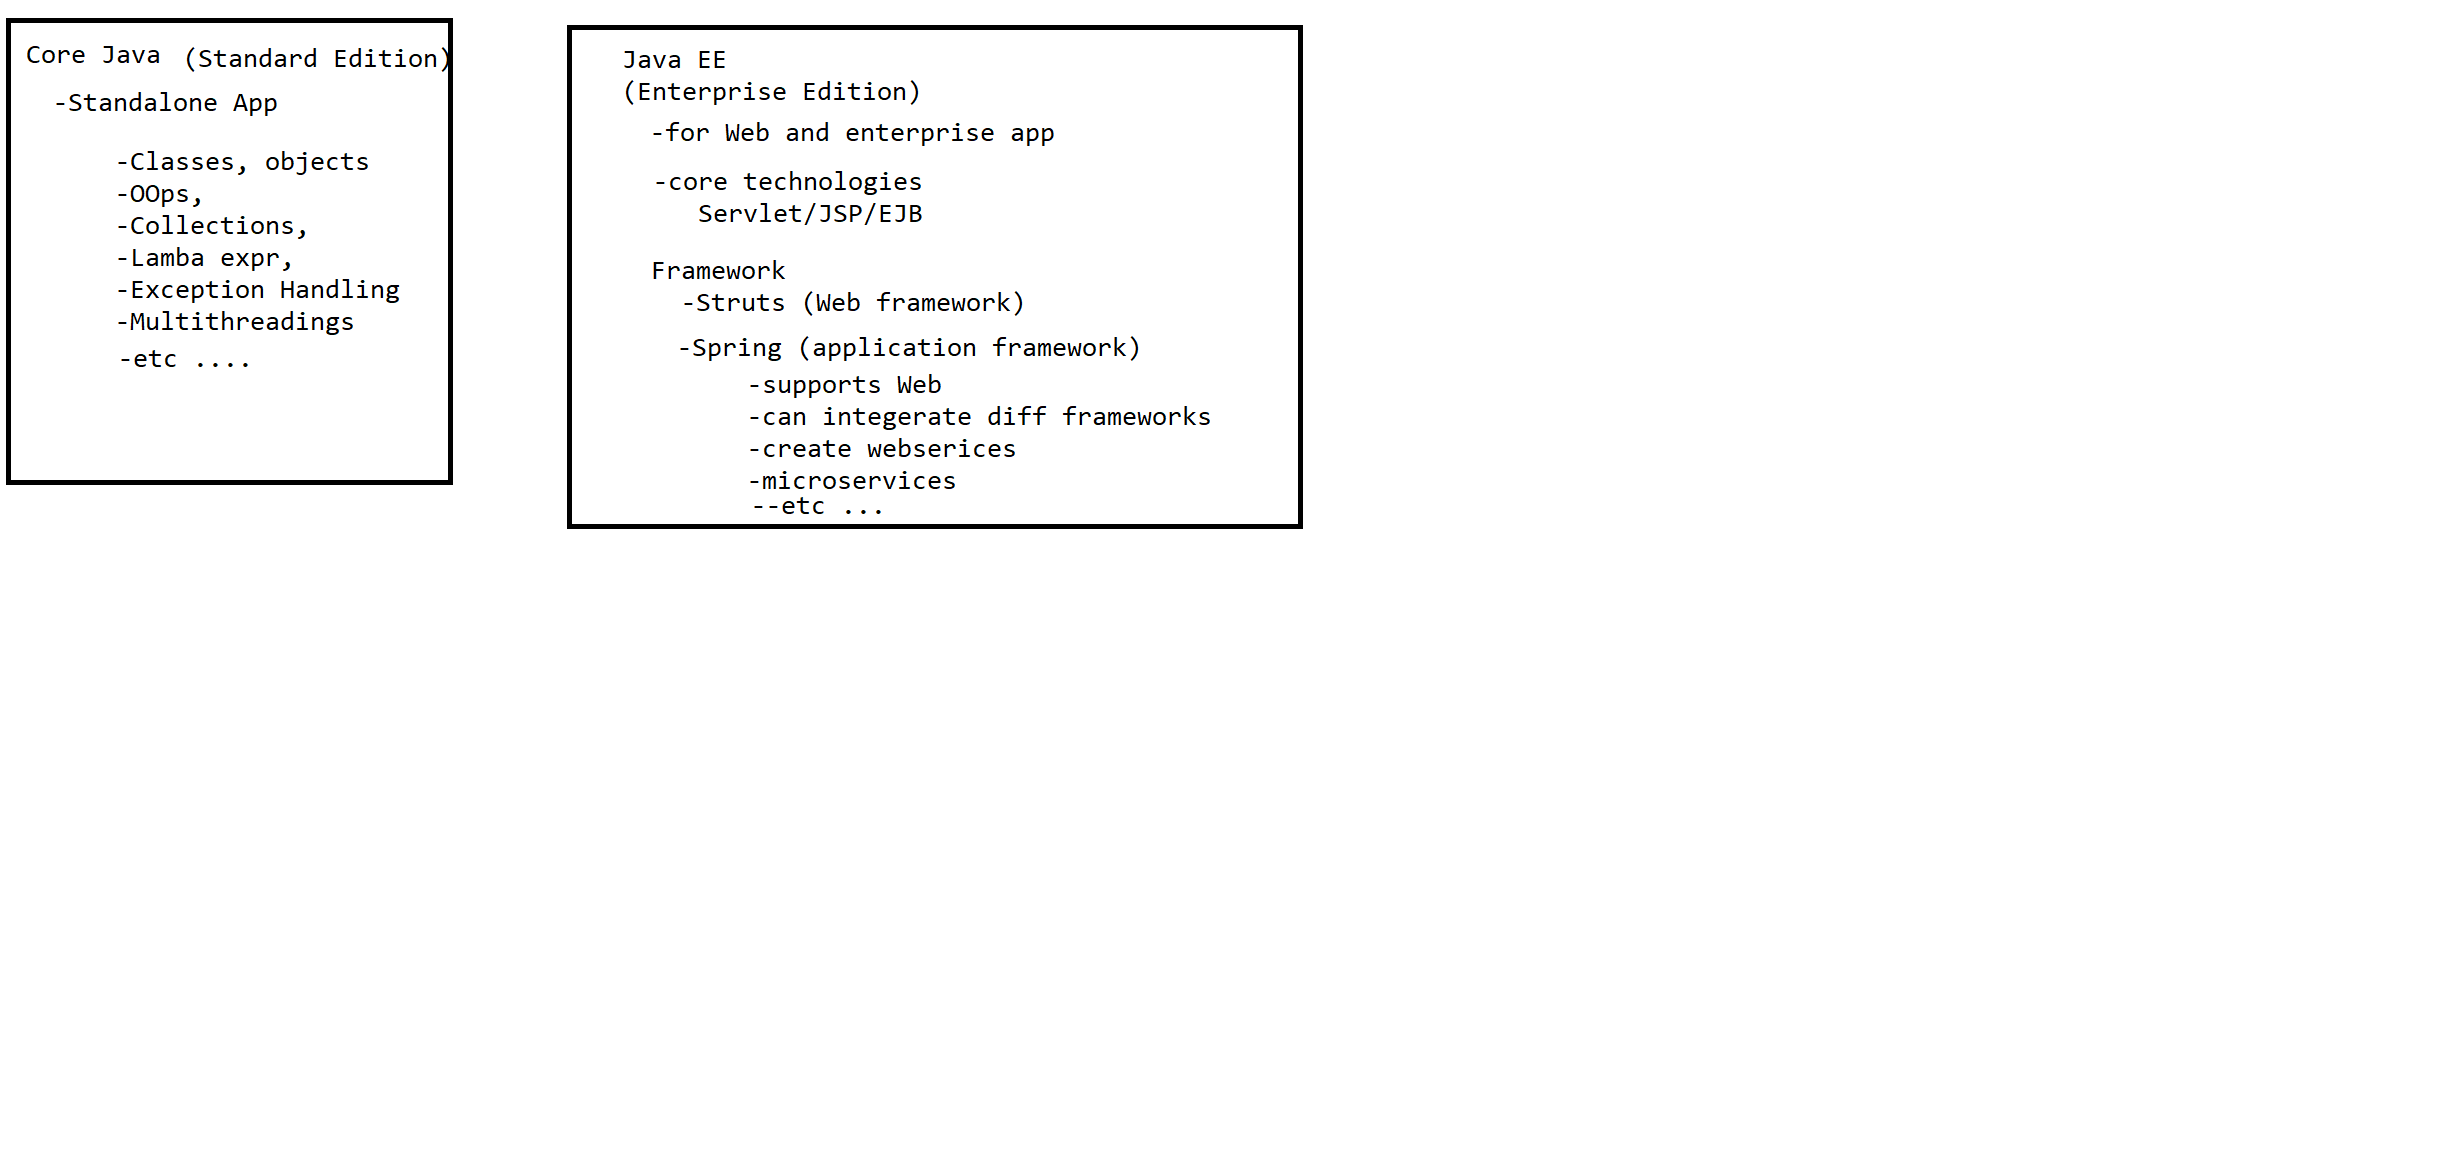 Core Java (Standard Edition)
-Standalone App
-Classes, objects
-OOps,
-Collections,
-Lamba expr,
-Exception Handling
-Multithreadings
-etc ....
Java EE
(Enterprise Edition)
-for Web and enterprise app
-core technologies
Servlet/JSP/EJB
Framework
-Struts (Web framework)
-Spring (application framework)
-supports Web
-can integerate diff frameworks
-create webserices
-microservices
--etc ...